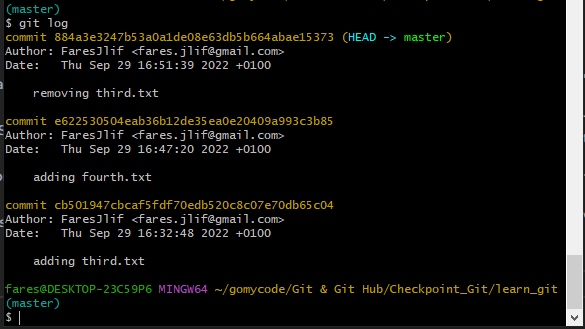 (master)
$ git log
commit 884a3e3247b53a0a1de08e63db5b664abae15373 (HEAD -> master)
Author: FaresJlif <fares.jlif@gmail.com>
Date:   Thu Sep 29 16:51:39 2022 +0100
removing third.txt
commit e622530504eab36b12de35ea0e20409a993c3b85
Author: FaresJlif <fares.jlif@gmail.com>
Date:   Thu Sep 29 16:47:20 2022 +0100
adding fourth.txt
commit cb501947cbcaf5fdf70edb520c8c07e70db65c04
Author: FaresJlif <fares.jlif@gmail.com>
Date:   Thu Sep 29 16:32:48 2022 +0100
adding third.txt
fares@DESKTOP-23C59P6 MINGW64 ~/gomycode/Git & Git Hub/Checkpoint_Git/learn_git
(master)
$